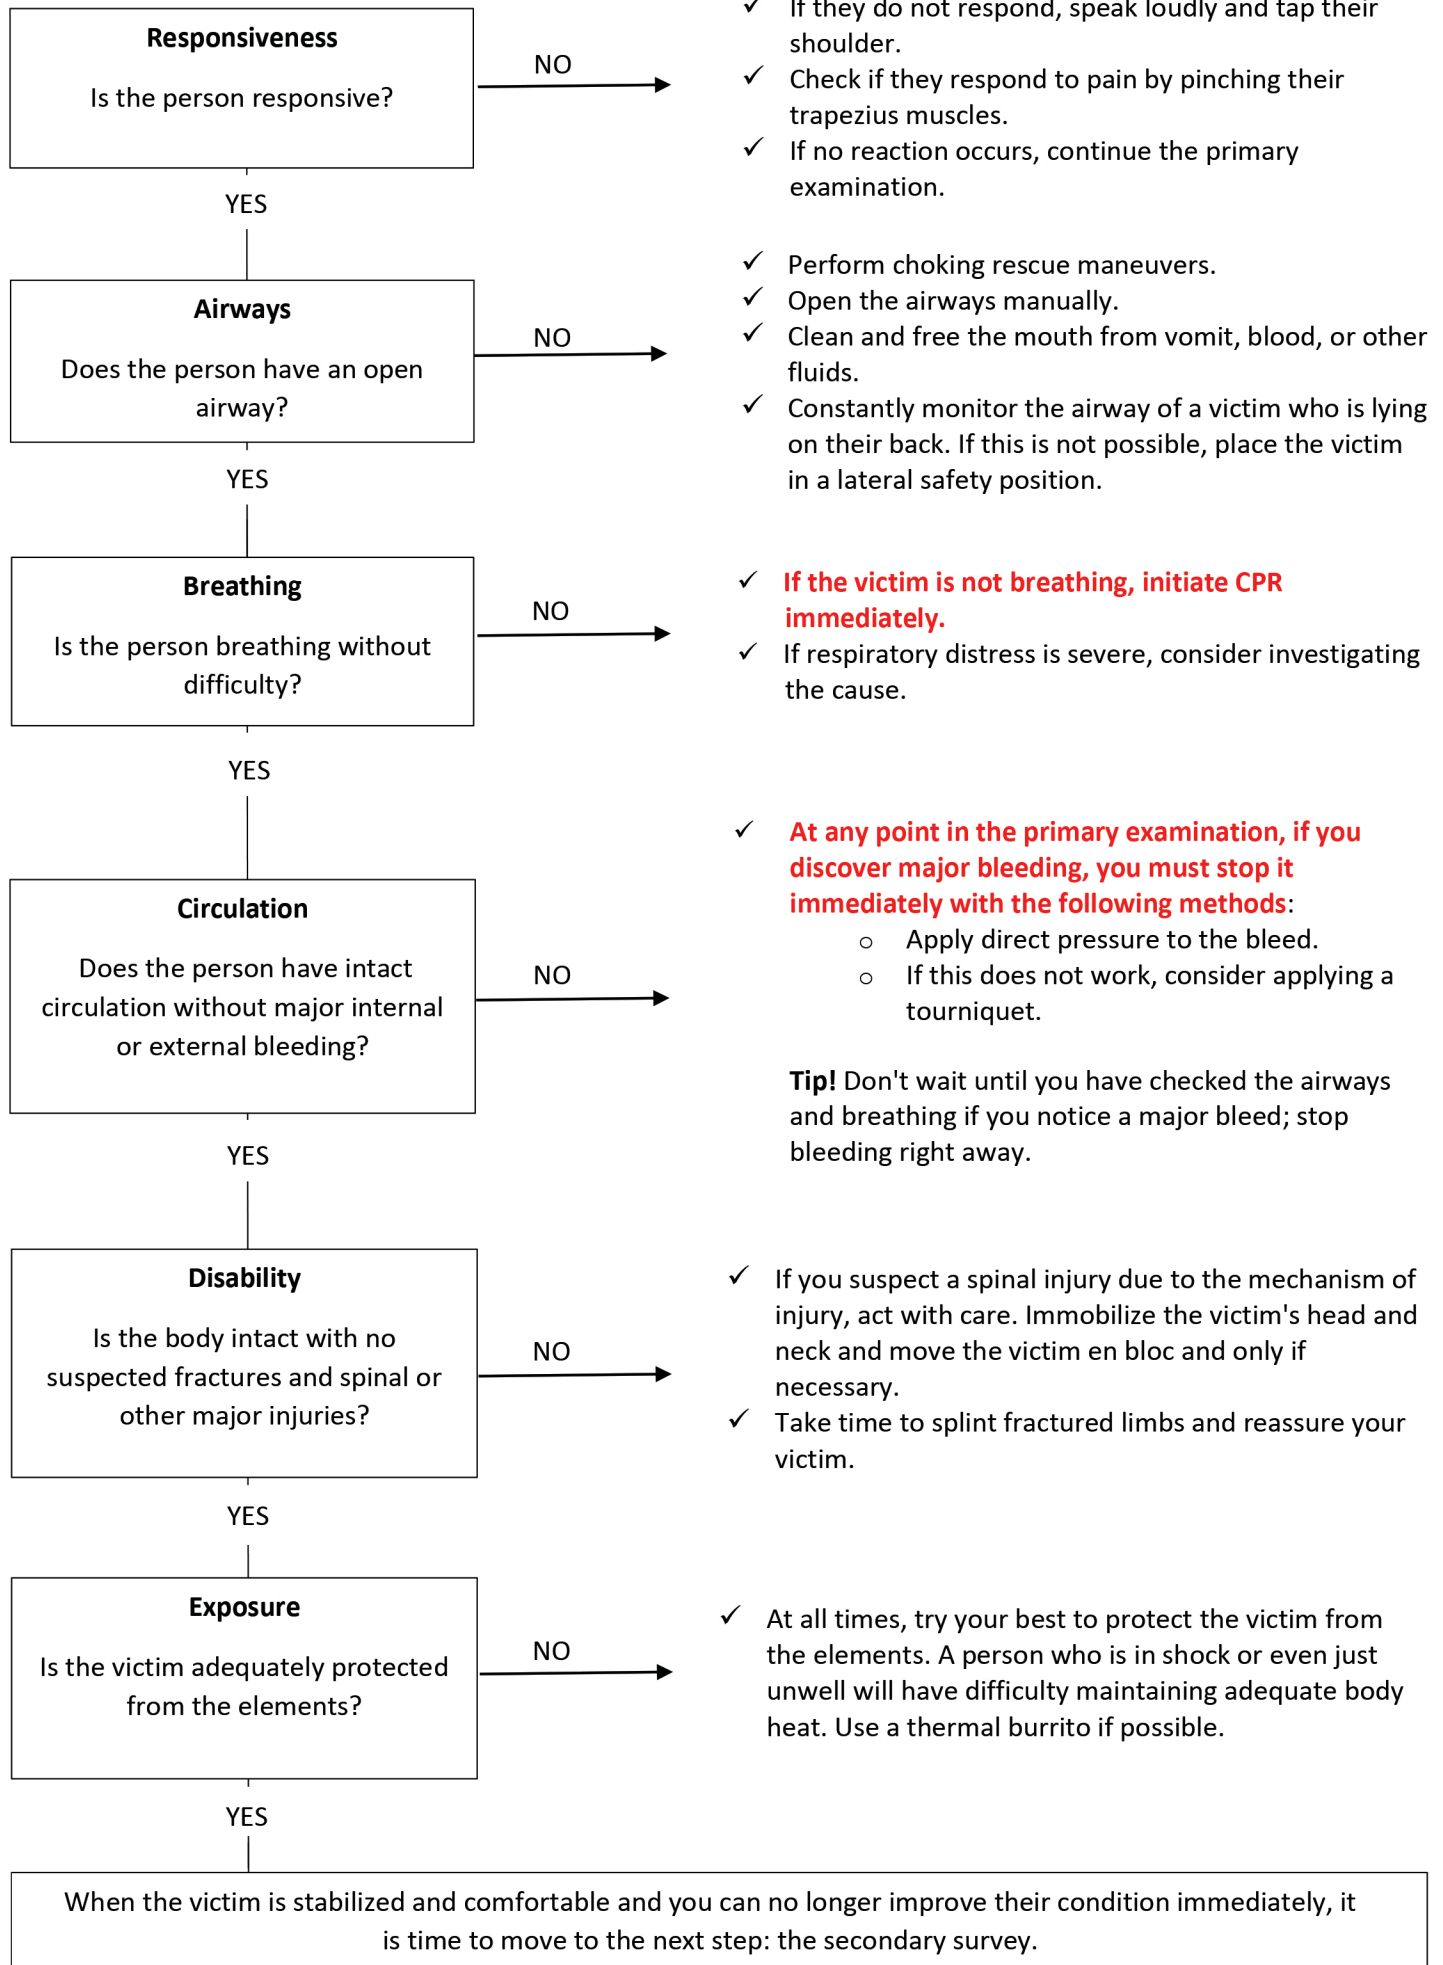 Responsiveness
Is the person responsive?
NO
✓ If they do not respond, speak loudly and tap their
shoulder.
✓ Check if they respond to pain by pinching their
trapezius muscles.
✓ If no reaction occurs, continue the primary
examination.
YES
Airways
Does the person have an open
airway?
NO
✓ Perform choking rescue maneuvers.
✓ Open the airways manually.
✓ Clean and free the mouth from vomit, blood, or other
fluids.
✓ Constantly monitor the airway of a victim who is lying
on their back. If this is not possible, place the victim
in a lateral safety position.
YES
Breathing
Is the person breathing without
difficulty?
NO
✓ If the victim is not breathing, initiate CPR
immediately.
✓ If respiratory distress is severe, consider investigating
the cause.
YES
Circulation
Does the person have intact
circulation without major internal
or external bleeding?
NO
✓ At any point in the primary examination, if you
discover major bleeding, you must stop it
immediately with the following methods:
o Apply direct pressure to the bleed.
o If this does not work, consider applying a
tourniquet.
Tip! Don't wait until you have checked the airways
and breathing if you notice a major bleed; stop
bleeding right away.
YES
Disability
Is the body intact with no
suspected fractures and spinal or
other major injuries?
NO
✓ If you suspect a spinal injury due to the mechanism of
injury, act with care. Immobilize the victim's head and
neck and move the victim en bloc and only if
necessary.
✓ Take time to splint fractured limbs and reassure your
victim.
YES
Exposure
Is the victim adequately protected
from the elements?
NO
✓ At all times, try your best to protect the victim from
the elements. A person who is in shock or even just
unwell will have difficulty maintaining adequate body
heat. Use a thermal burrito if possible.
YES
When the victim is stabilized and comfortable and you can no longer improve their condition immediately, it
is time to move to the next step: the secondary survey.